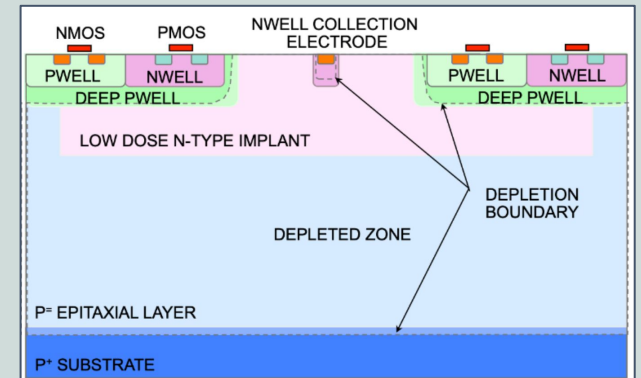 NMOS
PMOS
NWELL COLLECTION
ELECTRODE
PWELL
NWELL
PWELL
NWELL
DEEP PWELL
DEEP PWELL
LOW DOSE N-TYPE IMPLANT
DEPLETION
BOUNDARY
DEPLETED ZONE
P⁼ EPITAXIAL LAYER
P⁺ SUBSTRATE